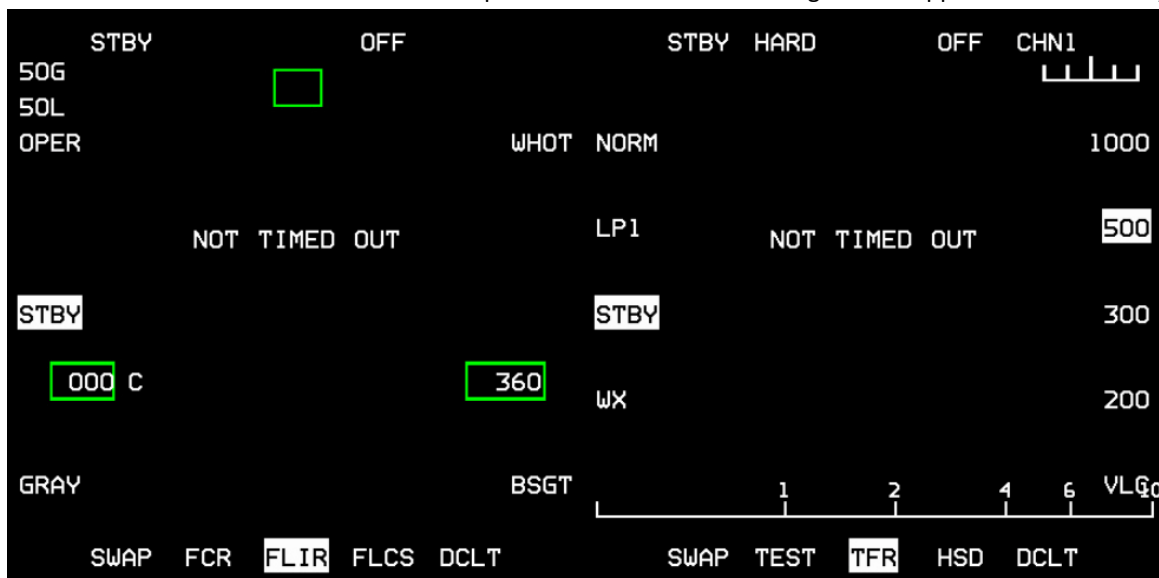 STBY OFF
50G
50L
OPER WHOT
NOT TIMED OUT
STBY
000 C 360
GRAY BSGT
SWAP FCR FLIR FLCS DCLT
STBY HARD OFF CHN1
NORM 1000
LP1 500
NOT TIMED OUT
STBY 300
WX 200
VLC
1 2 4 6 10
SWAP TEST TFR HSD DCLT